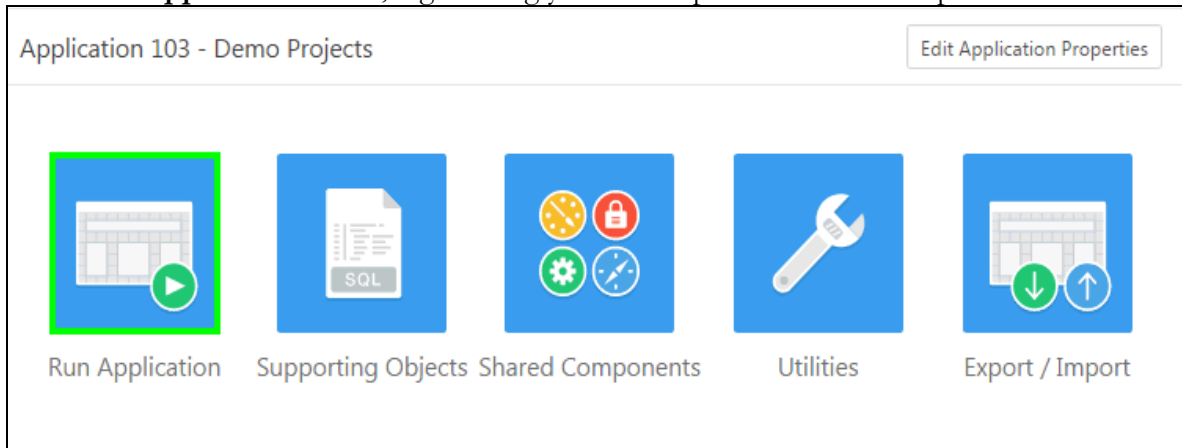 Application 103 - Demo Projects
Edit Application Properties
SQL
Run Application
Supporting Objects
Shared Components
Utilities
Export / Import